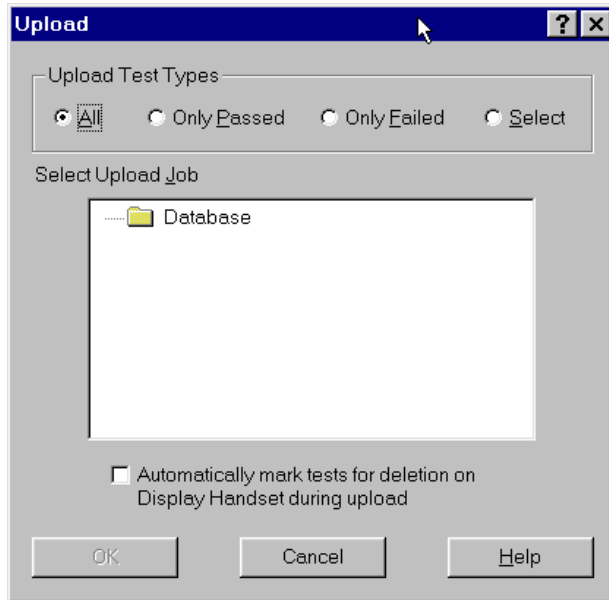 Upload
Upload Test Types
All Only Passed Only Failed Select
Select Upload Job
Database
Automatically mark tests for deletion on
Display Handset during upload
OK Cancel Help